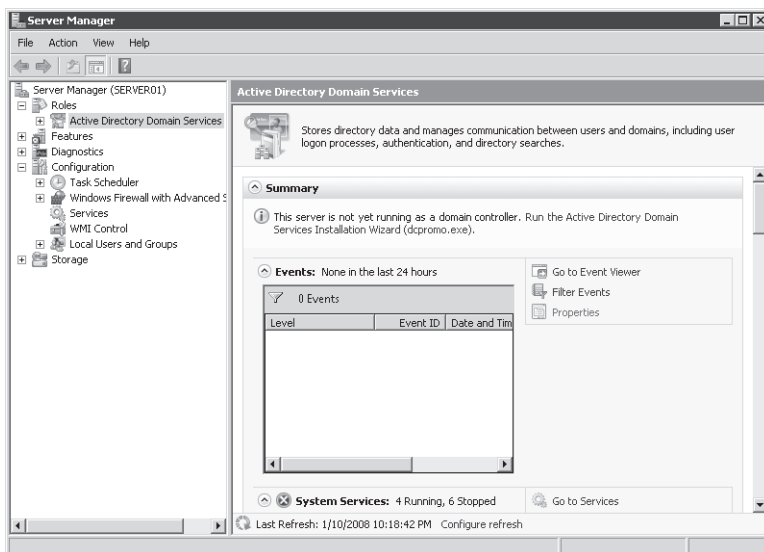 Server Manager
File Action View Help
Server Manager (SERVER01)
Roles
Active Directory Domain Services
Features
Diagnostics
Configuration
Task Scheduler
Windows Firewall with Advanced S
Services
WMI Control
Local Users and Groups
Storage
Active Directory Domain Services
Stores directory data and manages communication between users and domains, including user
logon processes, authentication, and directory searches.
Summary
This server is not yet running as a domain controller. Run the Active Directory Domain
Services Installation Wizard (dcpromo.exe).
Events: None in the last 24 hours
0 Events
Level Event ID Date and Tim
Go to Event Viewer
Filter Events
Properties
System Services: 4 Running, 6 Stopped
Go to Services
Last Refresh: 1/10/2008 10:18:42 PM Configure refresh